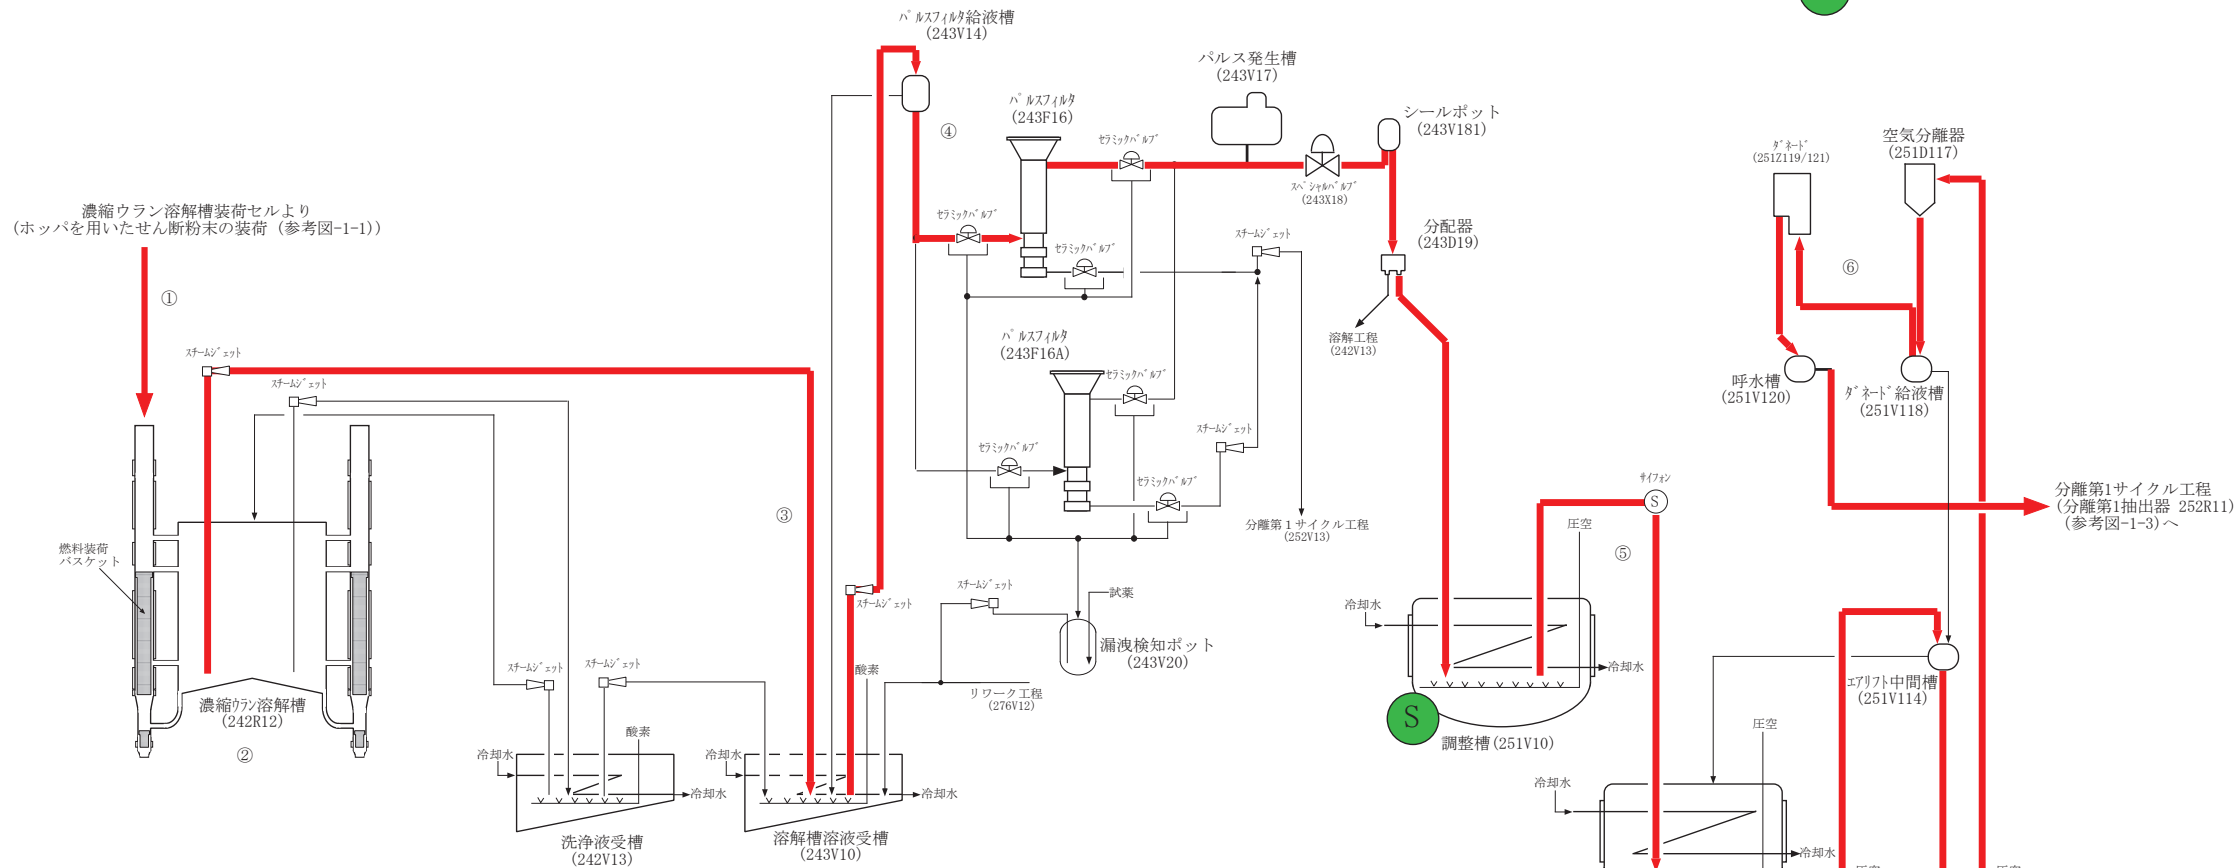 ﾊﾟﾙｽﾌｨﾙﾀ給液槽
(243V14)
パルス発生槽
(243V17)
ﾊﾟﾙｽﾌｨﾙﾀ
(243F16)
シールポット
(243V181)
④
ｾﾗﾐｯｸﾊﾞﾙﾌﾞ
空気分離器
(251D117)
ﾀﾞﾈｰﾄﾞ
(251Z119/121)
ｽﾍﾟｼｬﾙﾊﾞﾙﾌﾞ
(243X18)
濃縮ウラン溶解槽装荷セルより
(ホッパを用いたせん断粉末の装荷 (参考図-1-1))
ｾﾗﾐｯｸﾊﾞﾙﾌﾞ
分配器
(243D19)
ｽﾁｰﾑｼﾞｪｯﾄ
ｾﾗﾐｯｸﾊﾞﾙﾌﾞ
⑥
①
ﾊﾟﾙｽﾌｨﾙﾀ
(243F16A)
溶解工程
(242V13)
ｽﾁｰﾑｼﾞｪｯﾄ
ｽﾁｰﾑｼﾞｪｯﾄ
ｾﾗﾐｯｸﾊﾞﾙﾌﾞ
呼水槽
(251V120)
ﾀﾞﾈｰﾄﾞ給液槽
(251V118)
ｽﾁｰﾑｼﾞｪｯﾄ
ｾﾗﾐｯｸﾊﾞﾙﾌﾞ
ｾﾗﾐｯｸﾊﾞﾙﾌﾞ
ｻｲﾌｫﾝ
S
分離第1サイクル工程
(分離第1抽出器 252R11)
(参考図-1-3)へ
③
分離第１サイクル工程
(252V13)
圧空
⑤
燃料装荷
バスケット
ｽﾁｰﾑｼﾞｪｯﾄ
試薬
ｽﾁｰﾑｼﾞｪｯﾄ
冷却水
漏洩検知ポット
(243V20)
冷却水
ｽﾁｰﾑｼﾞｪｯﾄ
ｽﾁｰﾑｼﾞｪｯﾄ
酸素
リワーク工程
(276V12)
ｴｱﾘﾌﾄ中間槽
(251V114)
濃縮ｳﾗﾝ溶解槽
(242R12)
S
調整槽(251V10)
②
酸素
圧空
冷却水
冷却水
冷却水
冷却水
冷却水
洗浄液受槽
(242V13)
溶解槽溶液受槽
(243V10)
冷却水
圧空
圧空